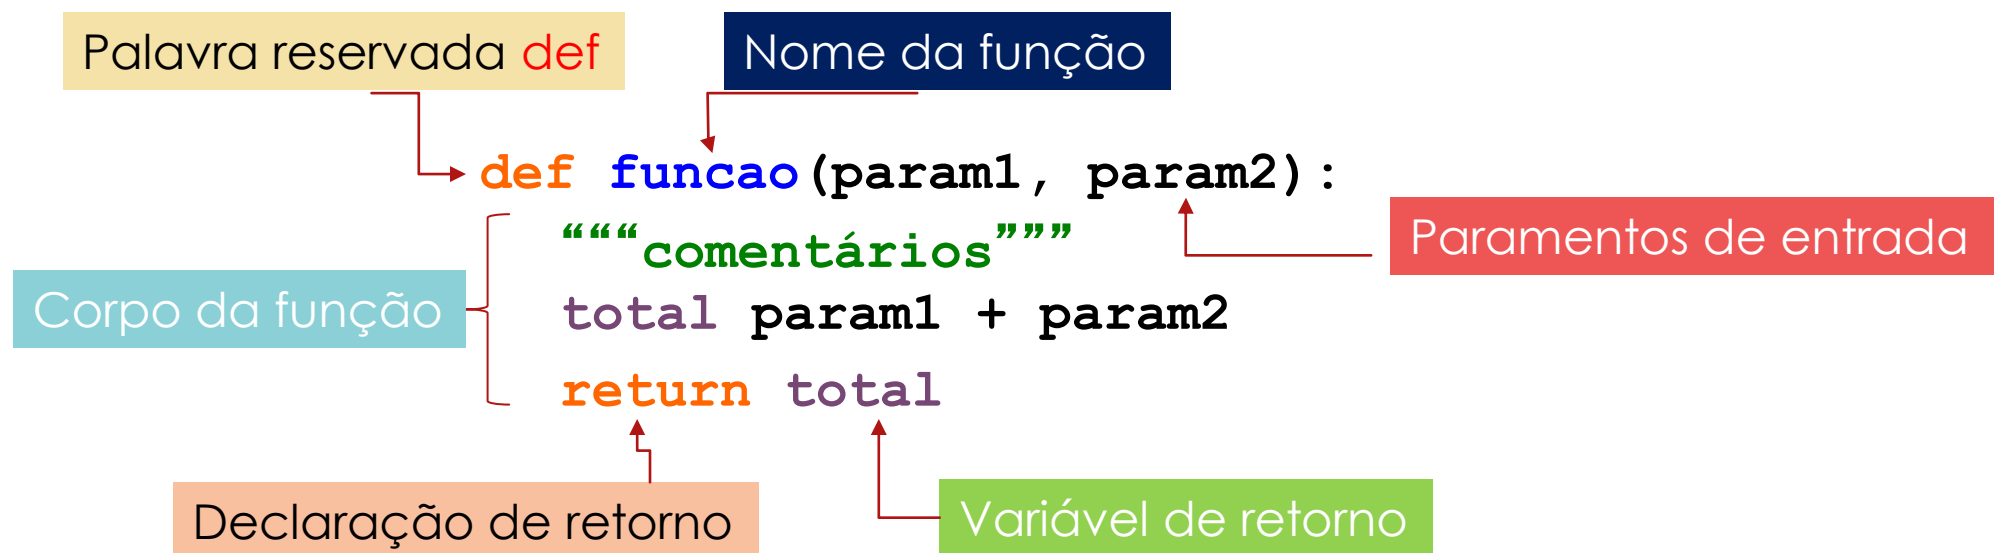 Palavra reservada def
Nome da função
def funcao(param1, param2):
“““comentários”””
Paramentos de entrada
Corpo da função
total param1 + param2
return total
Declaração de retorno
Variável de retorno